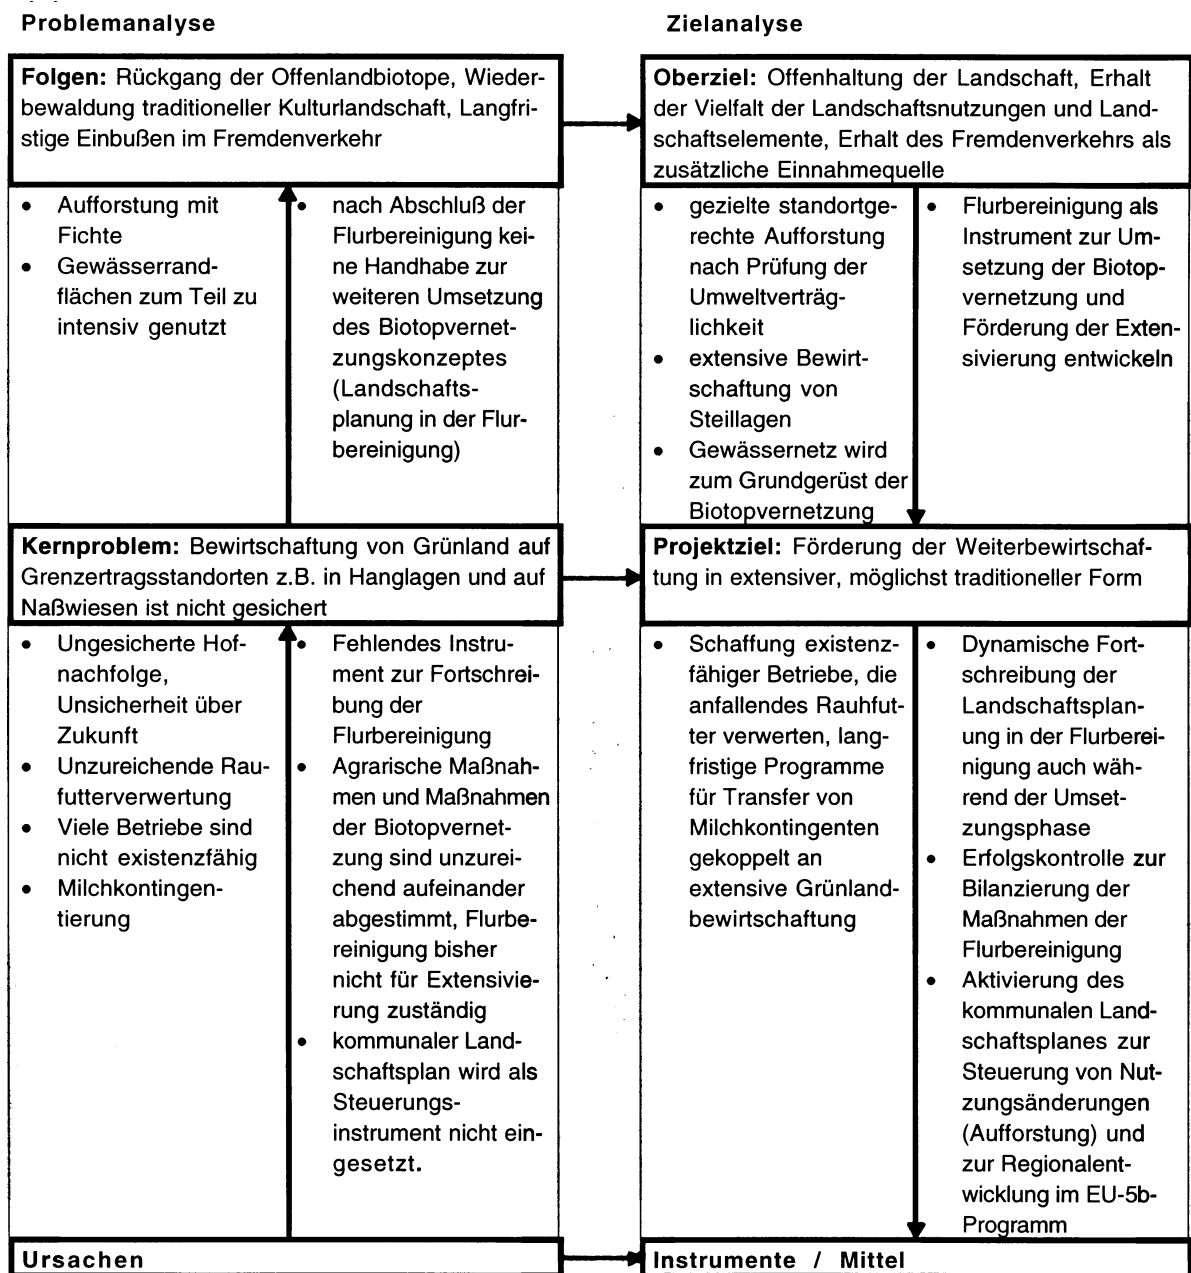 Problemanalyse
Zielanalyse
Folgen: Rückgang der Offenlandbiotope, Wieder-
bewaldung traditioneller Kulturlandschaft, Langfri-
stige Einbußen im Fremdenverkehr
Oberziel: Offenhaltung der Landschaft, Erhalt
der Vielfalt der Landschaftsnutzungen und Land-
schaftselemente, Erhalt des Fremdenverkehrs als
zusätzliche Einnahmequelle
• Aufforstung mit
Fichte
• Gewässerrand-
flächen zum Teil zu
intensiv genutzt
• nach Abschluß der
Flurbereinigung kei-
ne Handhabe zur
weiteren Umsetzung
des Biotopvernet-
zungskonzeptes
(Landschafts-
planung in der Flur-
bereinigung)
• gezielte standortge-
rechte Aufforstung
nach Prüfung der
Umweltverträg-
lichkeit
• extensive Bewirt-
schaftung von
Steillagen
• Gewässernetz wird
zum Grundgerüst der
Biotopvernetzung
• Flurbereinigung als
Instrument zur Um-
setzung der Biotop-
vernetzung und
Förderung der Exten-
sivierung entwickeln
Kernproblem: Bewirtschaftung von Grünland auf
Grenzertragsstandorten z.B. in Hanglagen und auf
Naßwiesen ist nicht gesichert
Projektziel: Förderung der Weiterbewirtschaf-
tung in extensiver, möglichst traditioneller Form
• Ungesicherte Hof-
nachfolge,
Unsicherheit über
Zukunft
• Unzureichende Rau-
futterverwertung
• Viele Betriebe sind
nicht existenzfähig
• Milchkontingen-
tierung
• Fehlendes Instru-
ment zur Fortschrei-
bung der
Flurbereinigung
• Agrarische Maßnah-
men und Maßnahmen
der Biotopvernet-
zung sind unzurei-
chend aufeinander
abgestimmt, Flurbe-
reinigung bisher
nicht für Extensivie-
rung zuständig
• kommunaler Land-
schaftsplan wird als
Steuerungs-
instrument nicht ein-
gesetzt.
• Schaffung existenz-
fähiger Betriebe, die
anfallendes Rauhfut-
ter verwerten, lang-
fristige Programme
für Transfer von
Milchkontingenten
gekoppelt an
extensive Grünland-
bewirtschaftung
• Dynamische Fort-
schreibung der
Landschaftsplan-
ung in der Flurberei-
nigung auch wäh-
rend der Umset-
zungsphase
• Erfolgskontrolle zur
Bilanzierung der
Maßnahmen der
Flurbereinigung
• Aktivierung des
kommunalen Land-
schaftsplanes zur
Steuerung von Nut-
zungsänderungen
(Aufforstung) und
zur Regionalent-
wicklung im EU-5b-
Programm
Ursachen
Instrumente / Mittel